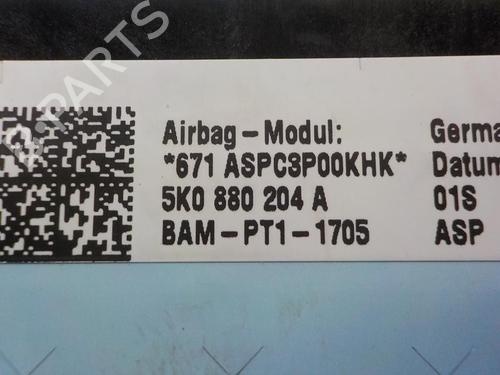 B-PARTS
Airbag-Modul: Germa
*671 ASPC3P00KHK* Datum
5K0 880 204 A 01S
BAM-PT1-1705 ASP